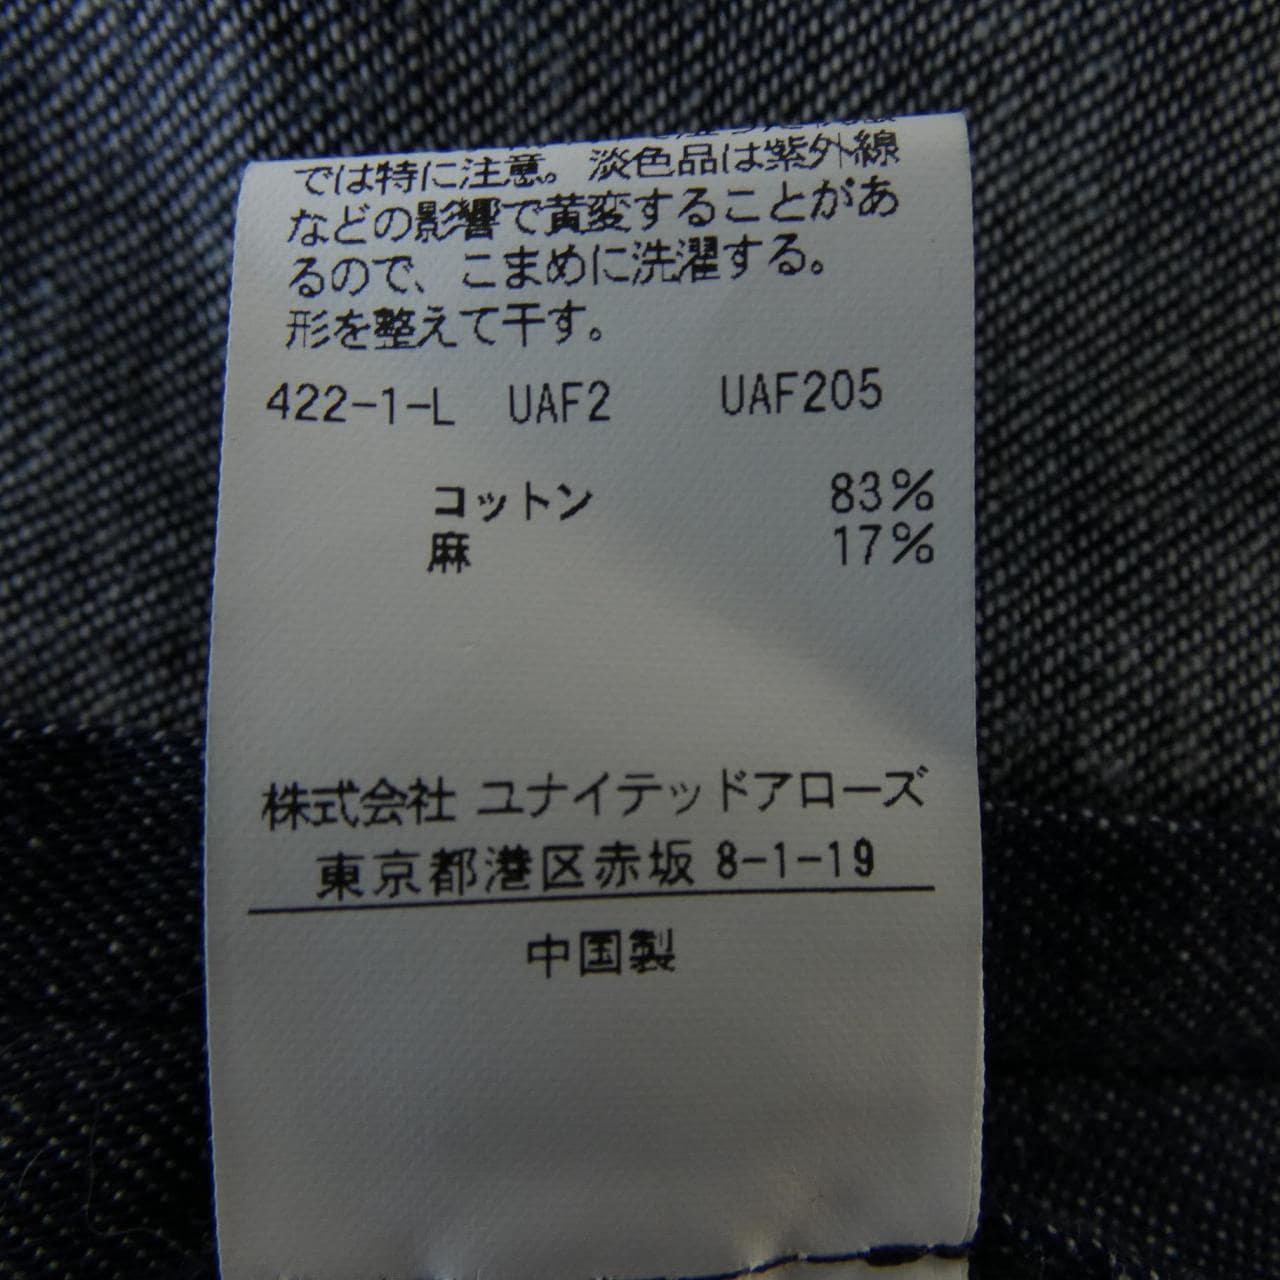 では特に注意。淡色品は紫外線
などの影響で黄変することがあ
るので、こまめに洗濯する。
形を整えて干す。
422-1-L UAF2 UAF205
コットン 83%
麻 17%
株式会社 ユナイテッドアローズ
東京都港区赤坂 8-1-19
中国製